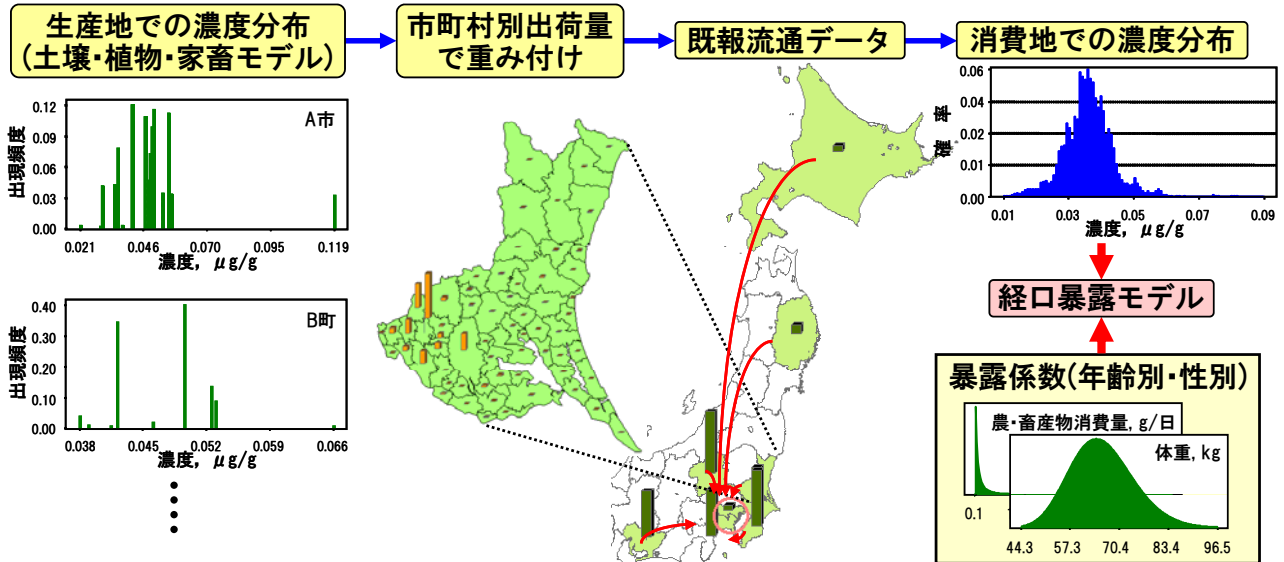 生産地での濃度分布
(土壌・植物・家畜モデル)
市町村別出荷量
で重み付け
既報流通データ
消費地での濃度分布
出現頻度
0.12
0.09
0.06
0.03
0.00
A市
0.021
0.046
0.070
0.095
0.119
濃度, μg/g
出現頻度
0.40
0.30
0.20
0.10
0.00
B町
0.038
0.045
0.052
0.059
0.066
濃度, μg/g
確 率
0.06
0.04
0.02
0.01
0.00
0.01
0.03
0.05
0.07
0.09
濃度, μg/g
経口暴露モデル
暴露係数(年齢別・性別)
農・畜産物消費量, g/日
0.1
体重, kg
44.3
57.3
70.4
83.4
96.5